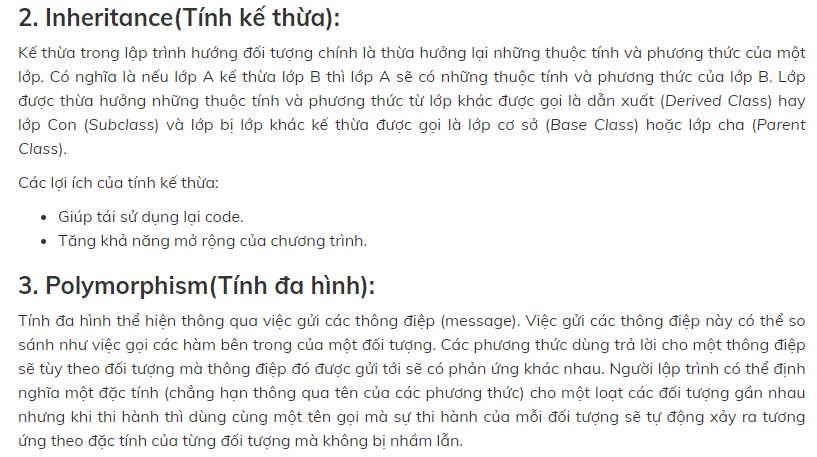 2. Inheritance(Tính kế thừa):
Kế thừa trong lập trình hướng đối tượng chính là thừa hưởng lại những thuộc tính và phương thức của một
lớp. Có nghĩa là nếu lớp A kế thừa lớp B thì lớp A sẽ có những thuộc tính và phương thức của lớp B. Lớp
được thừa hưởng những thuộc tính và phương thức từ lớp khác được gọi là dẫn xuất (Derived Class) hay
lớp Con (Subclass) và lớp bị lớp khác kế thừa được gọi là lớp cơ sở (Base Class) hoặc lớp cha (Parent
Class).
Các lợi ích của tính kế thừa:
• Giúp tái sử dụng lại code.
• Tăng khả năng mở rộng của chương trình.
3. Polymorphism(Tính đa hình):
Tính đa hình thể hiện thông qua việc gửi các thông điệp (message). Việc gửi các thông điệp này có thể so
sánh như việc gọi các hàm bên trong của một đối tượng. Các phương thức dùng trả lời cho một thông điệp
sẽ tùy theo đối tượng mà thông điệp đó được gửi tới sẽ có phản ứng khác nhau. Người lập trình có thể định
nghĩa một đặc tính (chẳng hạn thông qua tên của các phương thức) cho một loạt các đối tượng gần nhau
nhưng khi thi hành thì dùng cùng một tên gọi mà sự thi hành của mỗi đối tượng sẽ tự động xảy ra tương
ứng theo đặc tính của từng đối tượng mà không bị nhầm lẫn.